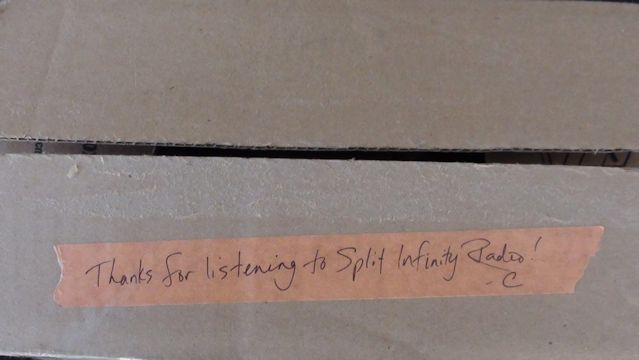 Thanks for listening to Split Infinity Radio!
-C